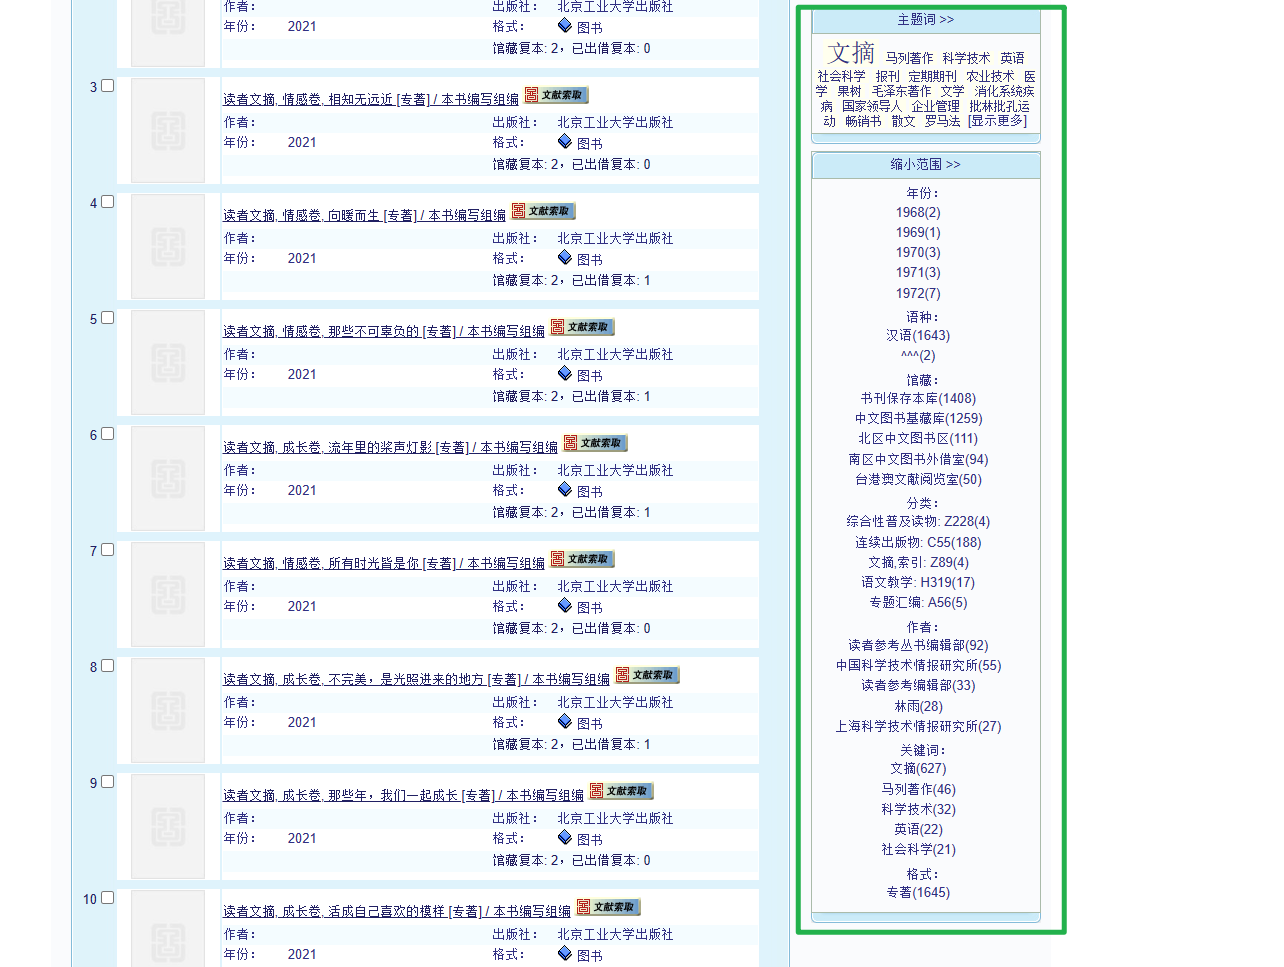 作者： 出版社： 北京工业大学出版社
年份： 2021 格式： 图书
馆藏复本: 2，已出借复本: 0
3 读者文摘, 情感卷, 相知无远近 [专著] / 本书编写组编 文献索取
作者： 出版社： 北京工业大学出版社
年份： 2021 格式： 图书
馆藏复本: 2，已出借复本: 0
4 读者文摘, 情感卷, 向暖而生 [专著] / 本书编写组编 文献索取
作者： 出版社： 北京工业大学出版社
年份： 2021 格式： 图书
馆藏复本: 2，已出借复本: 1
5 读者文摘, 情感卷, 那些不可辜负的 [专著] / 本书编写组编 文献索取
作者： 出版社： 北京工业大学出版社
年份： 2021 格式： 图书
馆藏复本: 2，已出借复本: 1
6 读者文摘, 成长卷, 流年里的桨声灯影 [专著] / 本书编写组编 文献索取
作者： 出版社： 北京工业大学出版社
年份： 2021 格式： 图书
馆藏复本: 2，已出借复本: 1
7 读者文摘, 情感卷, 所有时光皆是你 [专著] / 本书编写组编 文献索取
作者： 出版社： 北京工业大学出版社
年份： 2021 格式： 图书
馆藏复本: 2，已出借复本: 0
8 读者文摘, 成长卷, 不完美，是光照进来的地方 [专著] / 本书编写组编 文献索取
作者： 出版社： 北京工业大学出版社
年份： 2021 格式： 图书
馆藏复本: 2，已出借复本: 1
9 读者文摘, 成长卷, 那些年，我们一起成长 [专著] / 本书编写组编 文献索取
作者： 出版社： 北京工业大学出版社
年份： 2021 格式： 图书
馆藏复本: 2，已出借复本: 0
10 读者文摘, 成长卷, 活成自己喜欢的模样 [专著] / 本书编写组编 文献索取
作者： 出版社： 北京工业大学出版社
年份： 2021 格式： 图书
主题词 >>
文摘 马列著作 科学技术 英语
社会科学 报刊 定期期刊 农业技术 医
学 果树 毛泽东著作 文学 消化系统疾
病 国家领导人 企业管理 批林批孔运
动 畅销书 散文 罗马法 [显示更多]
缩小范围 >>
年份：
1968(2)
1969(1)
1970(3)
1971(3)
1972(7)
语种：
汉语(1643)
^^^(2)
馆藏：
书刊保存本库(1408)
中文图书基藏库(1259)
北区中文图书区(111)
南区中文图书外借室(94)
台港澳文献阅览室(50)
分类：
综合性普及读物: Z228(4)
连续出版物: C55(188)
文摘,索引: Z89(4)
语文教学: H319(17)
专题汇编: A56(5)
作者：
读者参考丛书编辑部(92)
中国科学技术情报研究所(55)
读者参考编辑部(33)
林雨(28)
上海科学技术情报研究所(27)
关键词：
文摘(627)
马列著作(46)
科学技术(32)
英语(22)
社会科学(21)
格式：
专著(1645)